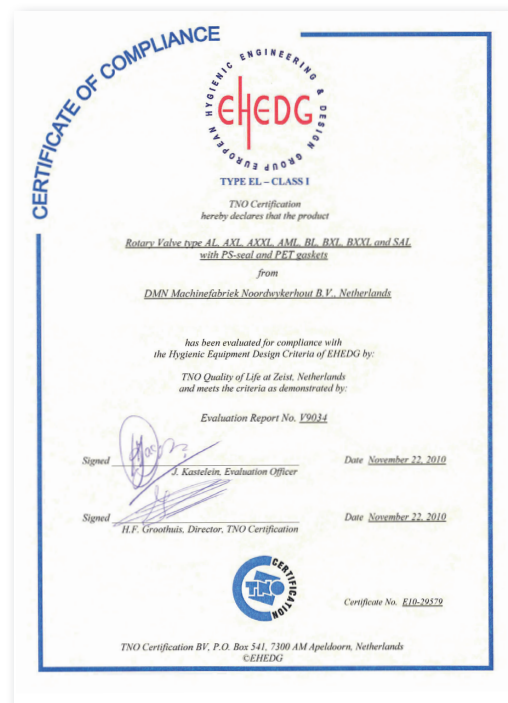 CERTIFICATE OF COMPLIANCE
EUROPEAN HYGIENIC ENGINEERING & DESIGN GROUP
EHEDG
TYPE EL – CLASS I
TNO Certification
hereby declares that the product
Rotary Valve type AL, AXL, AXXL, AML, BL, BXL, BXXL and SAL
with PS-seal and PET gaskets
from
DMN Machinefabriek Noordwykerhout B.V., Netherlands
has been evaluated for compliance with
the Hygienic Equipment Design Criteria of EHEDG by:
TNO Quality of Life at Zeist, Netherlands
and meets the criteria as demonstrated by:
Evaluation Report No. V9034
Signed
J. Kastelein, Evaluation Officer
Date November 22, 2010
Signed
H.F. Groothuis, Director, TNO Certification
Date November 22, 2010
TNO
CERTIFICATION
Certificate No. E10-29579
TNO Certification BV, P.O. Box 541, 7300 AM Apeldoorn, Netherlands
©EHEDG